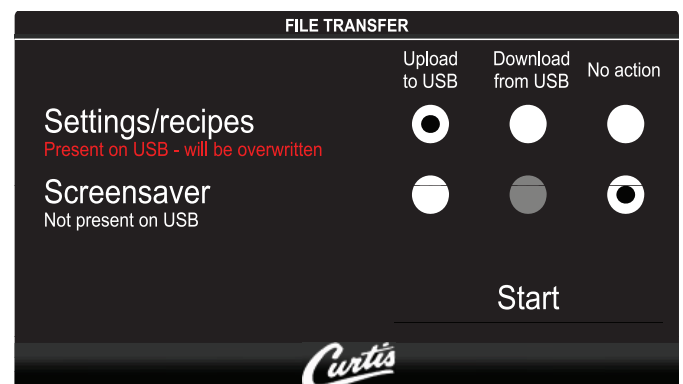 FILE TRANSFER
Upload
to USB
Download
from USB
No action
Settings/recipes
Present on USB - will be overwritten
Screensaver
Not present on USB
Start
Curtis